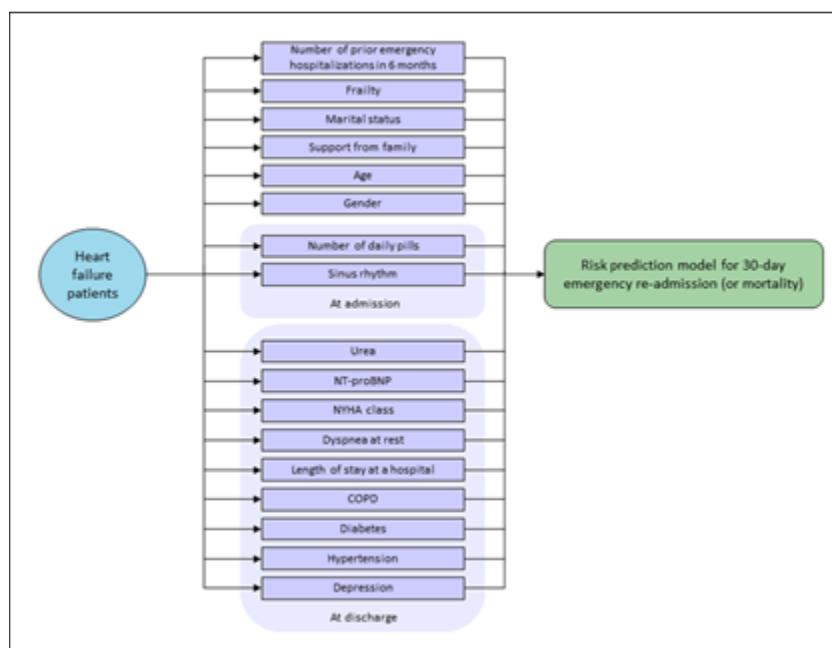 Number of prior emergency
hospitalizations in 6 months
Frailty
Marital status
Support from family
Age
Gender
Number of daily pills
Sinus rhythm
At admission
Heart
failure
patients
Risk prediction model for 30-day
emergency re-admission (or mortality)
Urea
NT-proBNP
NYHA class
Dyspnea at rest
Length of stay at a hospital
COPD
Diabetes
Hypertension
Depression
At discharge